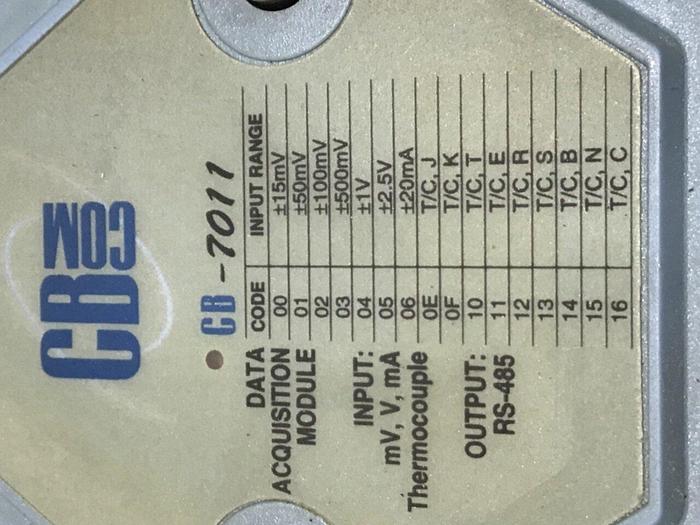 CB COM
CB-7011
DATA
ACQUISITION
MODULE
INPUT:
mV, V, mA
Thermocouple
OUTPUT:
RS-485
CODE INPUT RANGE
00 ±15mV
01 ±50mV
02 ±100mV
03 ±500mV
04 ±1V
05 ±2.5V
06 ±20mA
0E T/C, J
0F T/C, K
10 T/C, T
11 T/C, E
12 T/C, R
13 T/C, S
14 T/C, B
15 T/C, N
16 T/C, C